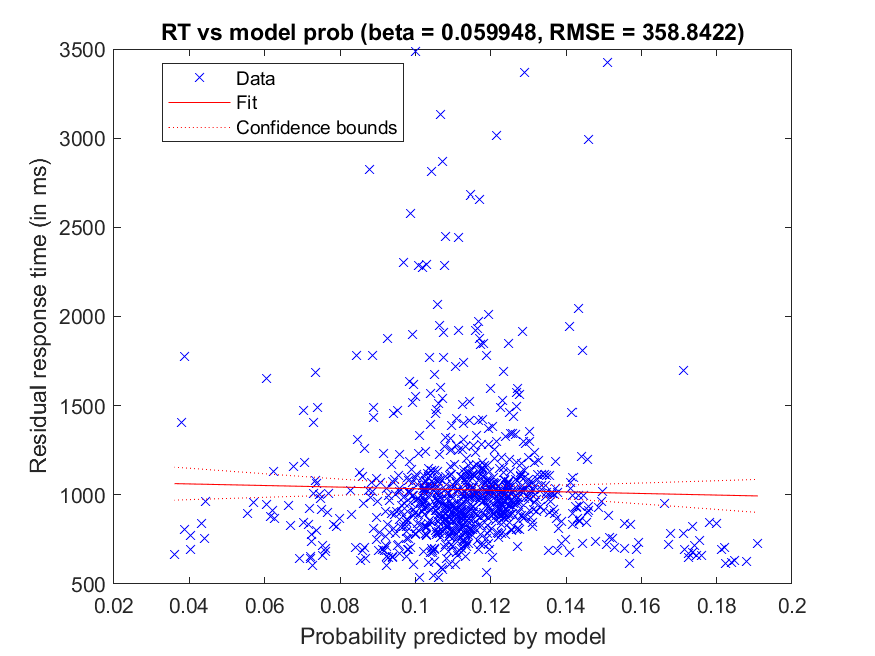 RT vs model prob (beta = 0.059948, RMSE = 358.8422)
3500
3000
2500
2000
1500
1000
500
Residual response time (in ms)
Data
Fit
Confidence bounds
0.02 0.04 0.06 0.08 0.1 0.12 0.14 0.16 0.18 0.2
Probability predicted by model